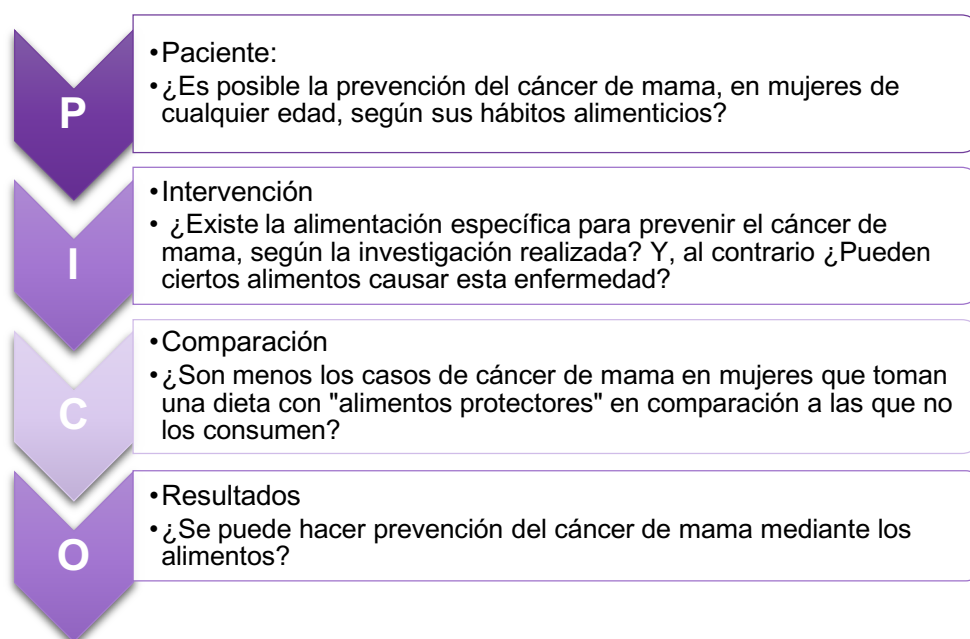 P
•Paciente:
•¿Es posible la prevención del cáncer de mama, en mujeres de
cualquier edad, según sus hábitos alimenticios?
I
•Intervención
• ¿Existe la alimentación específica para prevenir el cáncer de
mama, según la investigación realizada? Y, al contrario ¿Pueden
ciertos alimentos causar esta enfermedad?
C
•Comparación
•¿Son menos los casos de cáncer de mama en mujeres que toman
una dieta con "alimentos protectores" en comparación a las que no
los consumen?
O
•Resultados
•¿Se puede hacer prevención del cáncer de mama mediante los
alimentos?